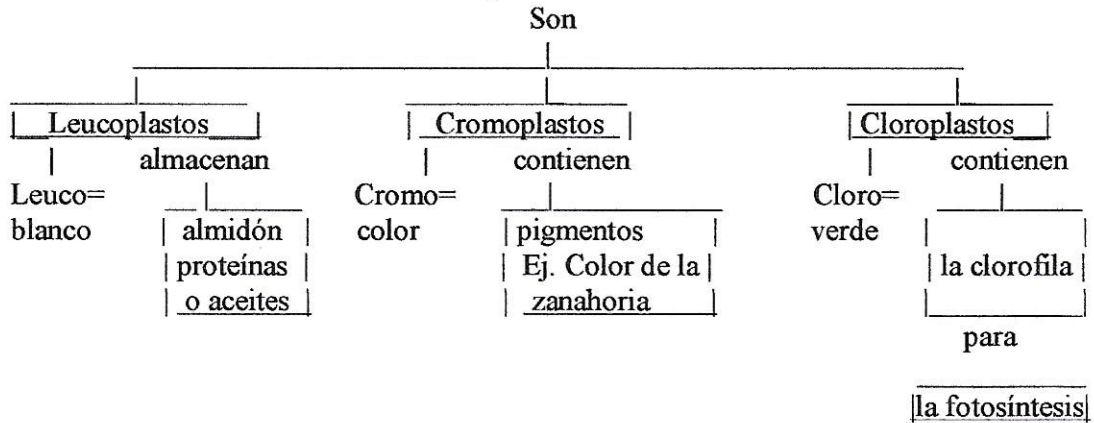 Son
Leucoplastos Cromoplastos Cloroplastos
almacenan contienen contienen
Leuco= Cromo= Cloro=
blanco almidón color pigmentos verde
proteínas Ej. Color de la la clorofila
o aceites zanahoria
para
la fotosíntesis